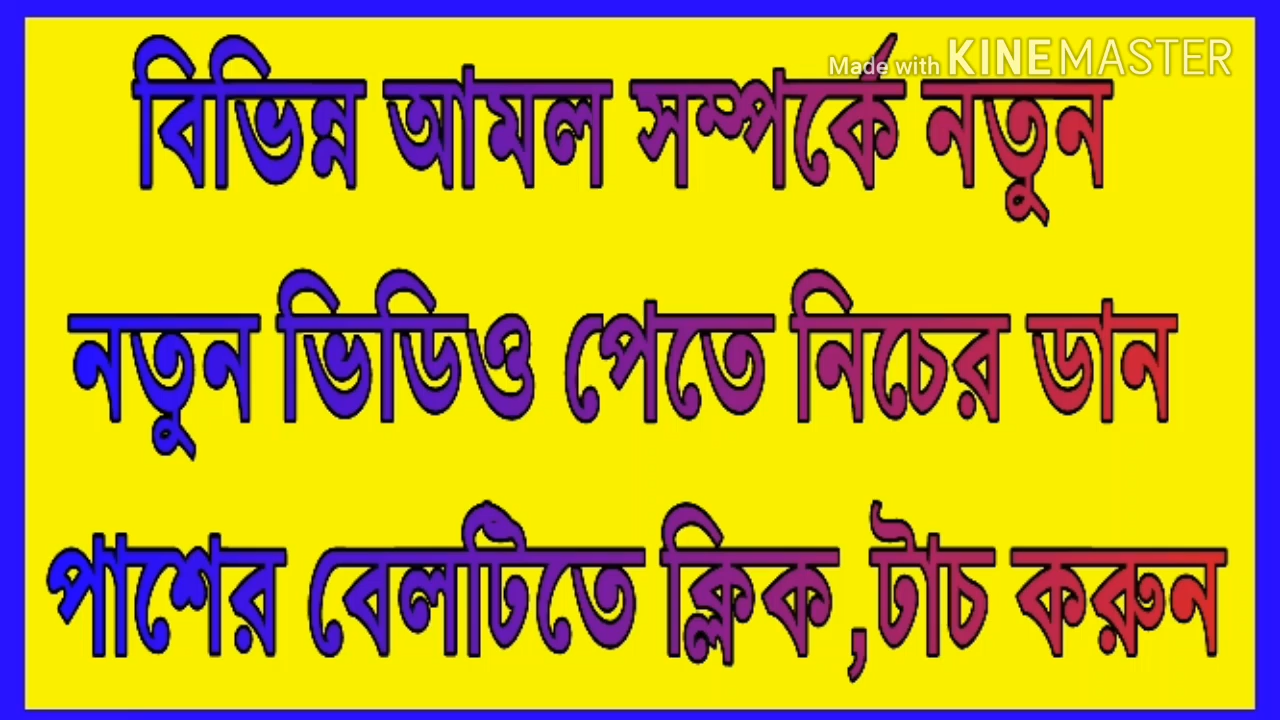 Made with KINEMASTER
বিভিন্ন আমল সম্পর্কে নতুন
নতুন ভিডিও পেতে নিচের ডান
পাশের বেলটিতে ক্লিক ,টাচ করুন